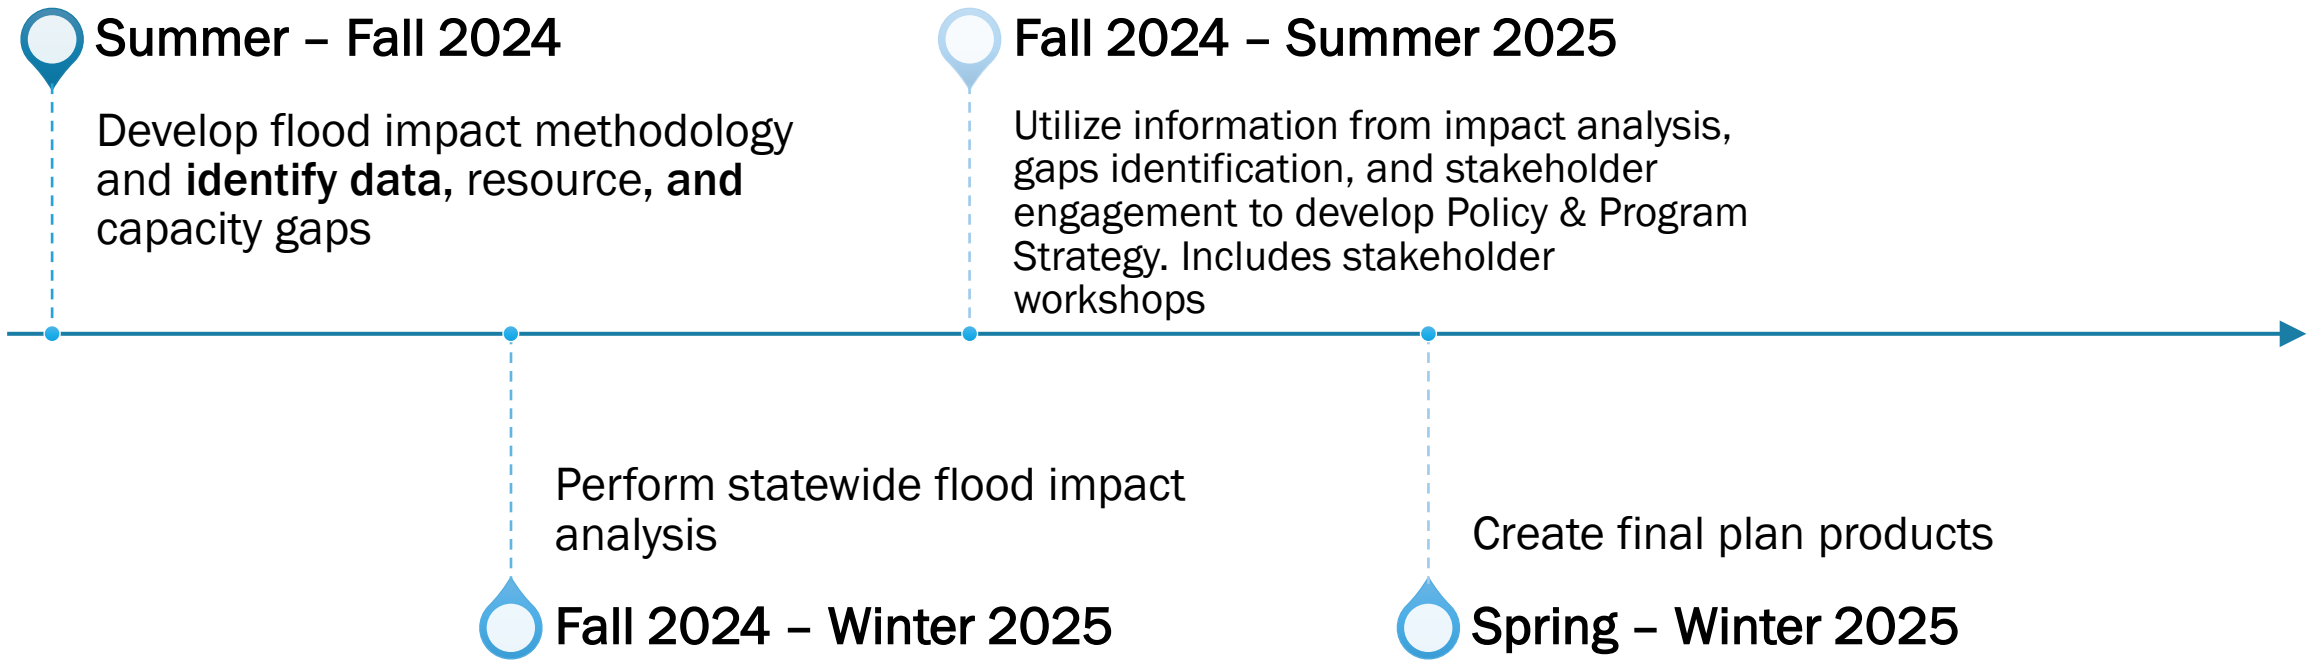 Summer – Fall 2024
Develop flood impact methodology
and identify data, resource, and
capacity gaps
Fall 2024 – Winter 2025
Perform statewide flood impact
analysis
Fall 2024 – Summer 2025
Utilize information from impact analysis,
gaps identification, and stakeholder
engagement to develop Policy & Program
Strategy. Includes stakeholder
workshops
Spring – Winter 2025
Create final plan products